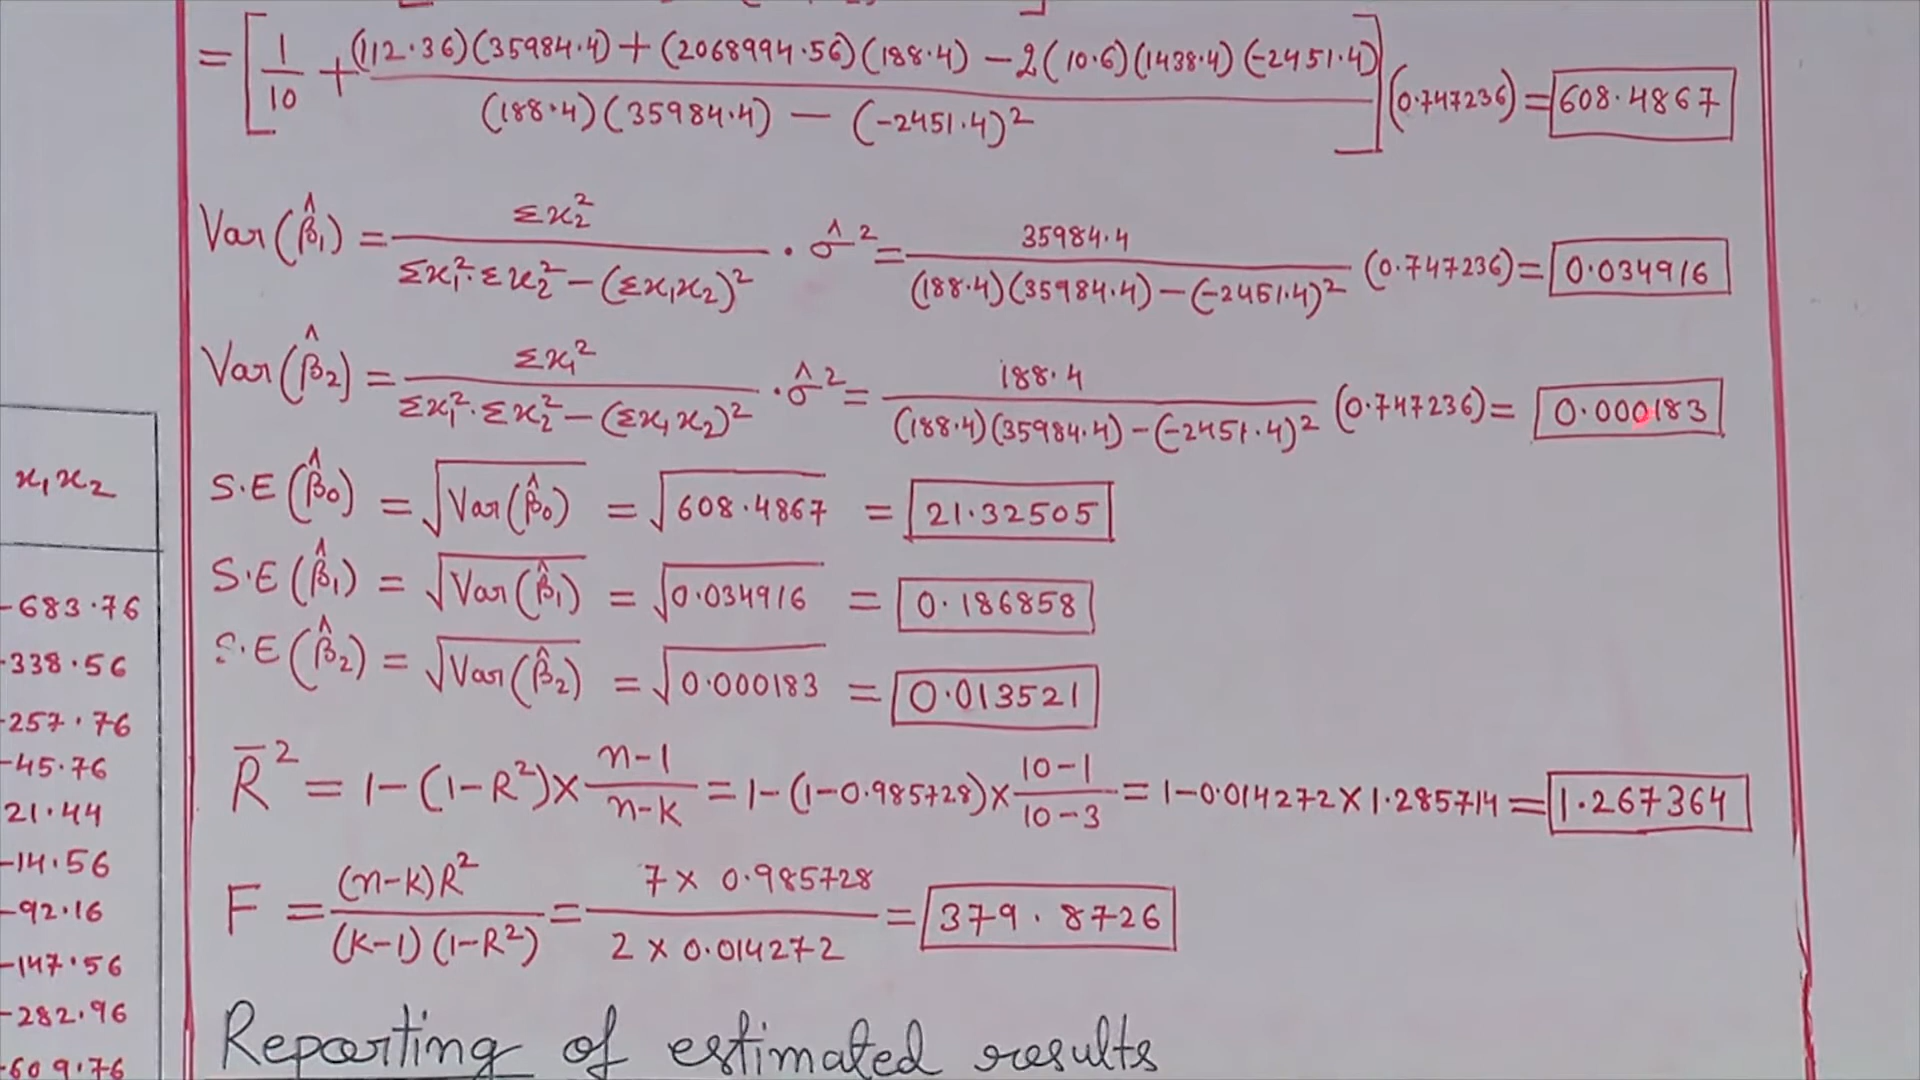 = [1/10 + (112.36)(35984.4) + (2068994.56)(188.4) - 2(10.6)(1438.4)(-2451.4) / (188.4)(35984.4) - (-2451.4)²] (0.747236) = 608.4867
Var(β̂₁) = Σx₂² / Σx₁².Σx₂² - (Σx₁x₂)² . σ̂² = 35984.4 / (188.4)(35984.4) - (-2451.4)² (0.747236) = 0.034916
Var(β̂₂) = Σx₁² / Σx₁².Σx₂² - (Σx₁x₂)² . σ̂² = 188.4 / (188.4)(35984.4) - (-2451.4)² (0.747236) = 0.000183
S.E(β̂₀) = √Var(β̂₀) = √608.4867 = 21.32505
S.E(β̂₁) = √Var(β̂₁) = √0.034916 = 0.186858
S.E(β̂₂) = √Var(β̂₂) = √0.000183 = 0.013521
R̄² = 1-(1-R²)× n-1 / n-k = 1-(1-0.985728)× 10-1 / 10-3 = 1-0.014272×1.285714 = 1.267364
F = (n-k)R² / (k-1)(1-R²) = 7 × 0.985728 / 2 × 0.014272 = 379.8726
Reporting of estimated results
x₁x₂
-683.76
-338.56
-257.76
-45.76
21.44
-14.56
-92.16
-147.56
-282.96
-609.76